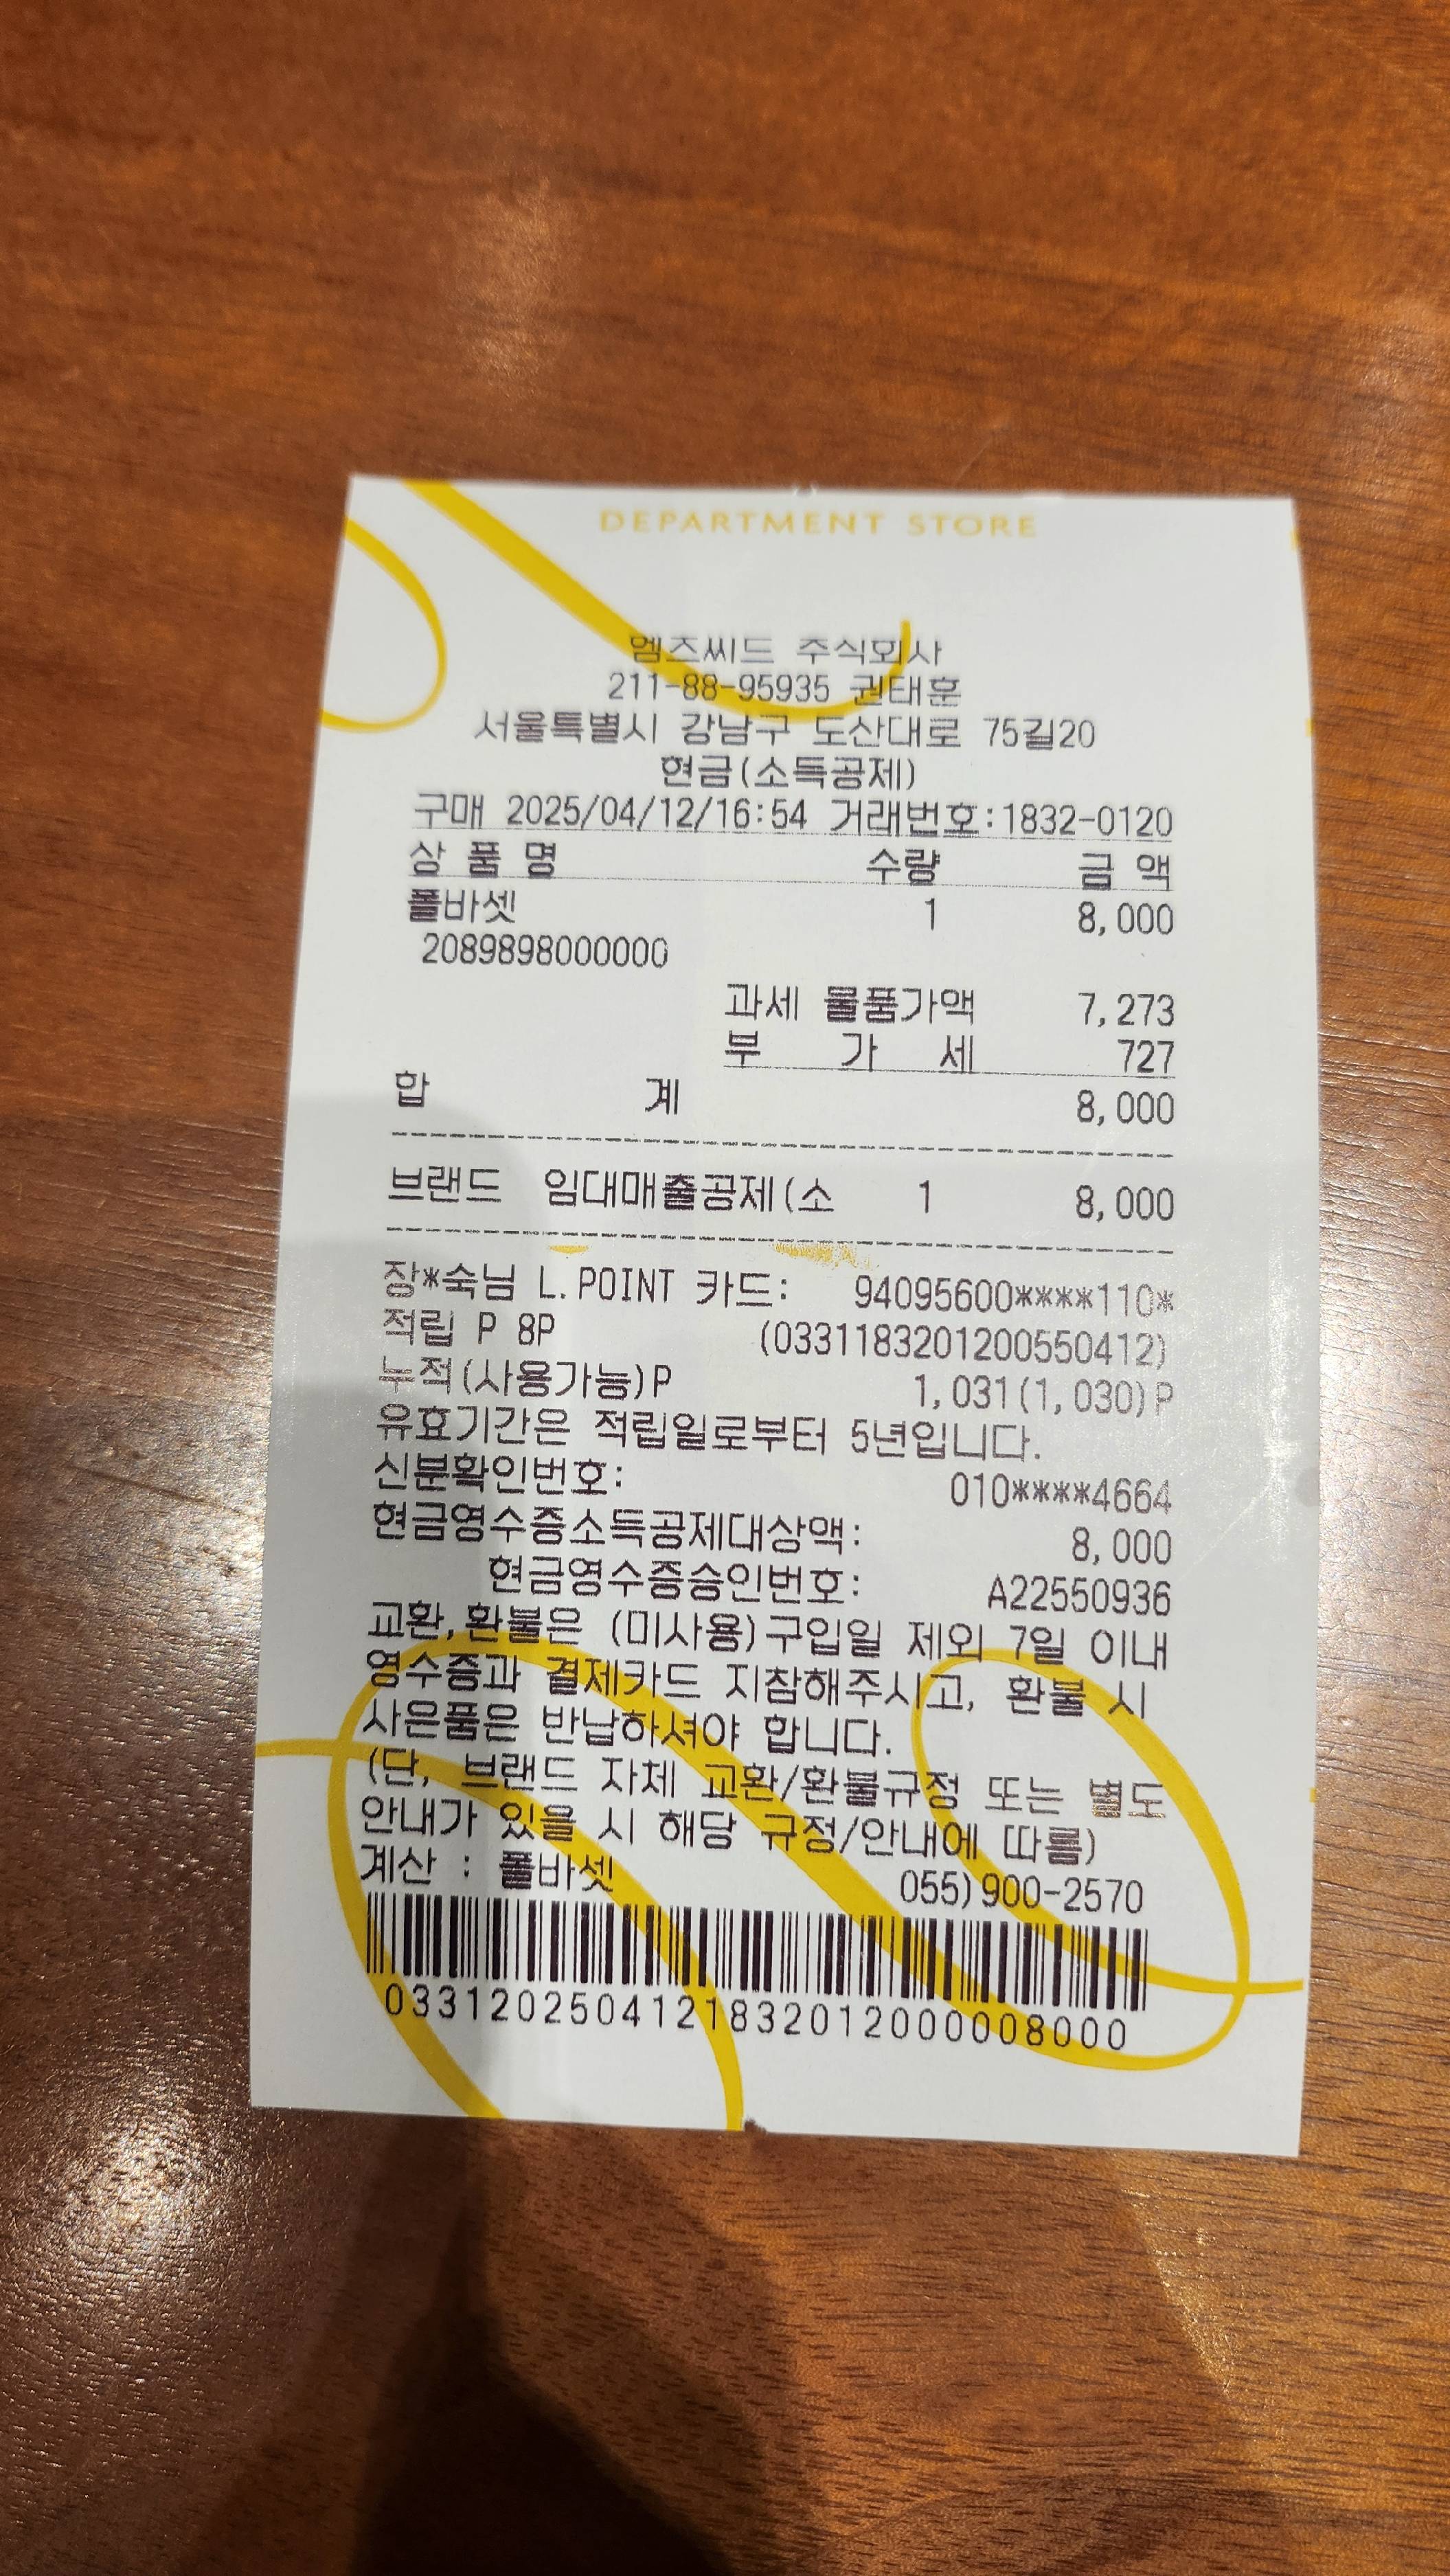 DEPARTMENT STORE
엠즈씨드 주식회사
211-88-95935 권태훈
서울특별시 강남구 도산대로 75길20
현금(소득공제)
구매 2025/04/12/16:54 거래번호:1832-0120
상 품 명 수량 금 액
폴바셋 1 8,000
2089898000000
과세 물품가액 7,273
부 가 세 727
합 계 8,000
브랜드 임대매출공제(소 1 8,000
장*숙님 L.POINT 카드: 94095600****110*
적립 P 8P (0331183201200550412)
누적(사용가능)P 1,031(1,030)P
유효기간은 적립일로부터 5년입니다.
신분확인번호: 010****4664
현금영수증소득공제대상액: 8,000
현금영수증승인번호: A22550936
교환,환불은 (미사용)구입일 제외 7일 이내
영수증과 결제카드 지참해주시고, 환불 시
사은품은 반납하셔야 합니다.
(단, 브랜드 자체 교환/환불규정 또는 별도
안내가 있을 시 해당 규정/안내에 따름)
계산 : 폴바셋 055)900-2570
0331202504121832012000008000